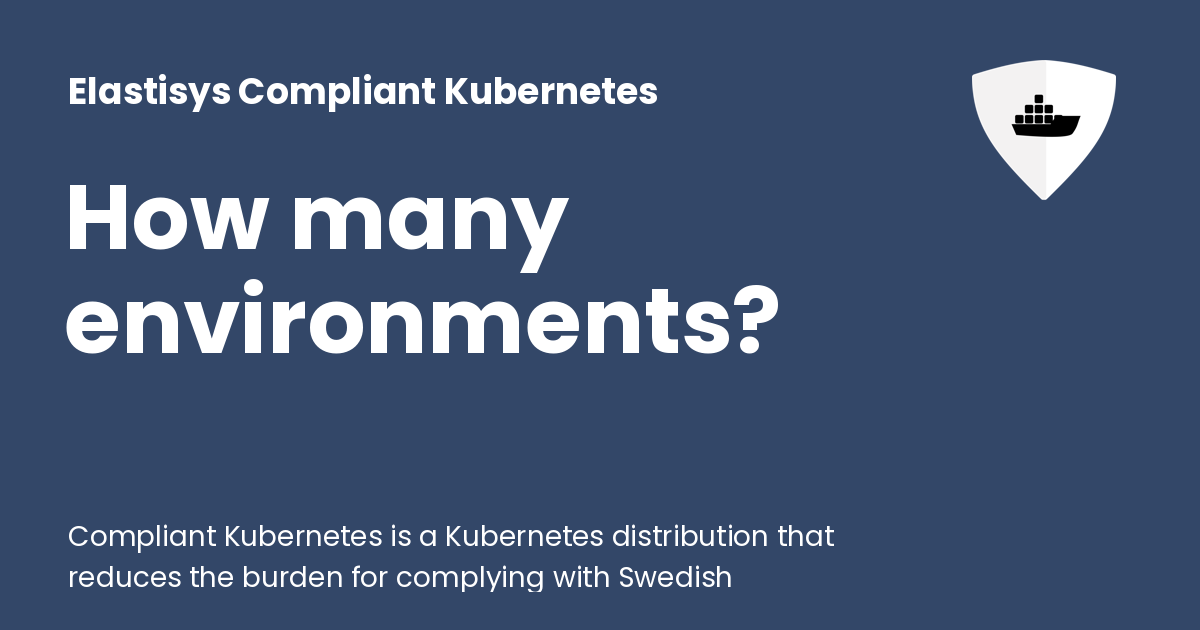 Elastisys Compliant Kubernetes
How many
environments?
Compliant Kubernetes is a Kubernetes distribution that
reduces the burden for complying with Swedish